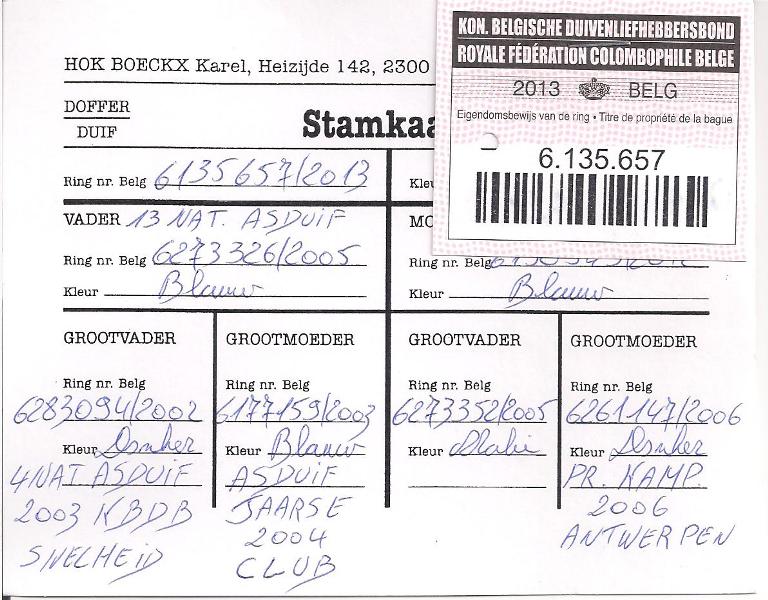 HOK BOECKX Karel, Heizijde 142, 2300
KON. BELGISCHE DUIVENLIEFHEBBERSBOND
ROYALE FÉDÉRATION COLOMBOPHILE BELGE
2013 BELG
Eigendomsbewijs van de ring • Titre de propriété de la bague
6.135.657
DOFFER
DUIF
Stamkaa
Ring nr. Belg 6135657/2013
Kleu
VADER 13 NAT. ASDUIF
MO
Ring nr. Belg 6273326/2005
Ring nr. Belg
Kleur Blauw
Kleur Blauw
GROOTVADER GROOTMOEDER GROOTVADER GROOTMOEDER
Ring nr. Belg Ring nr. Belg Ring nr. Belg Ring nr. Belg
6283094/2002 6177159/2003 6273352/2005 6261147/2006
Kleur Donker Kleur Blauw Kleur Kleur Donker
4 NAT ASDUIF ASDUIF PR. KAMP.
2003 KBDB JAARSE 2006
SNELHEID 2004 ANTWERPEN
CLUB